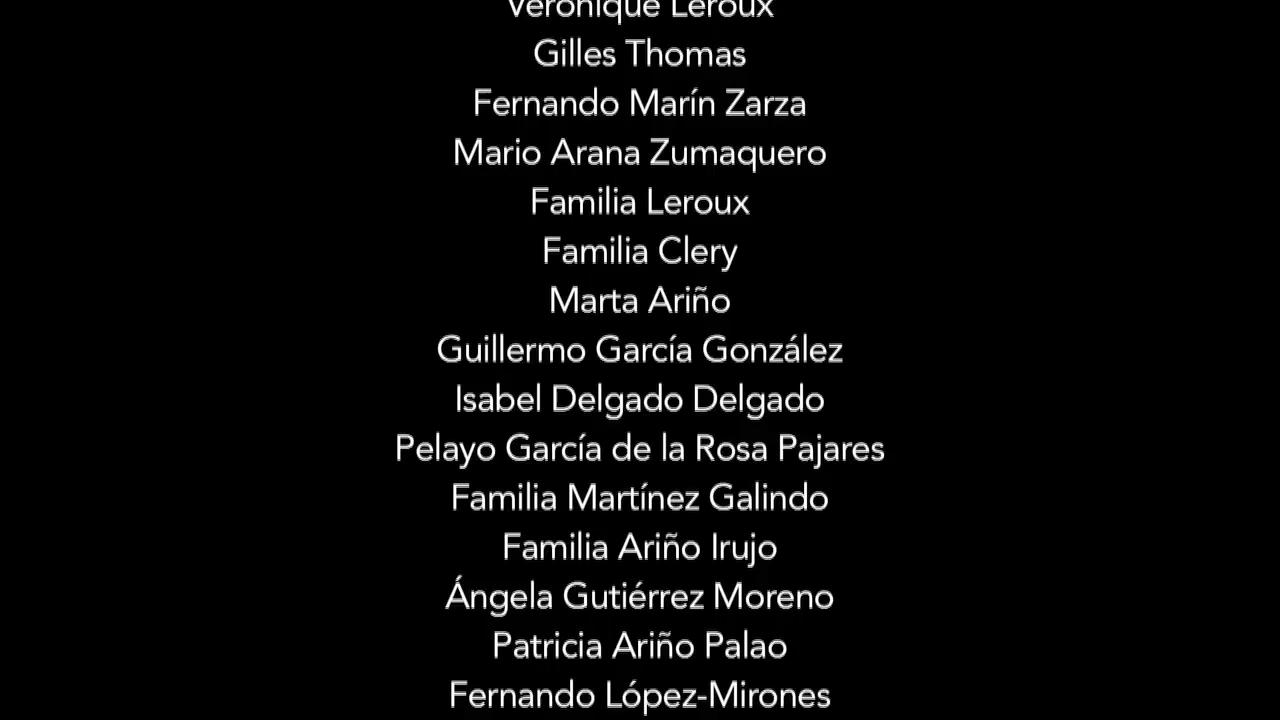 Veronique Leroux
Gilles Thomas
Fernando Marín Zarza
Mario Arana Zumaquero
Familia Leroux
Familia Clery
Marta Ariño
Guillermo García González
Isabel Delgado Delgado
Pelayo García de la Rosa Pajares
Familia Martínez Galindo
Familia Ariño Irujo
Ángela Gutiérrez Moreno
Patricia Ariño Palao
Fernando López-Mirones